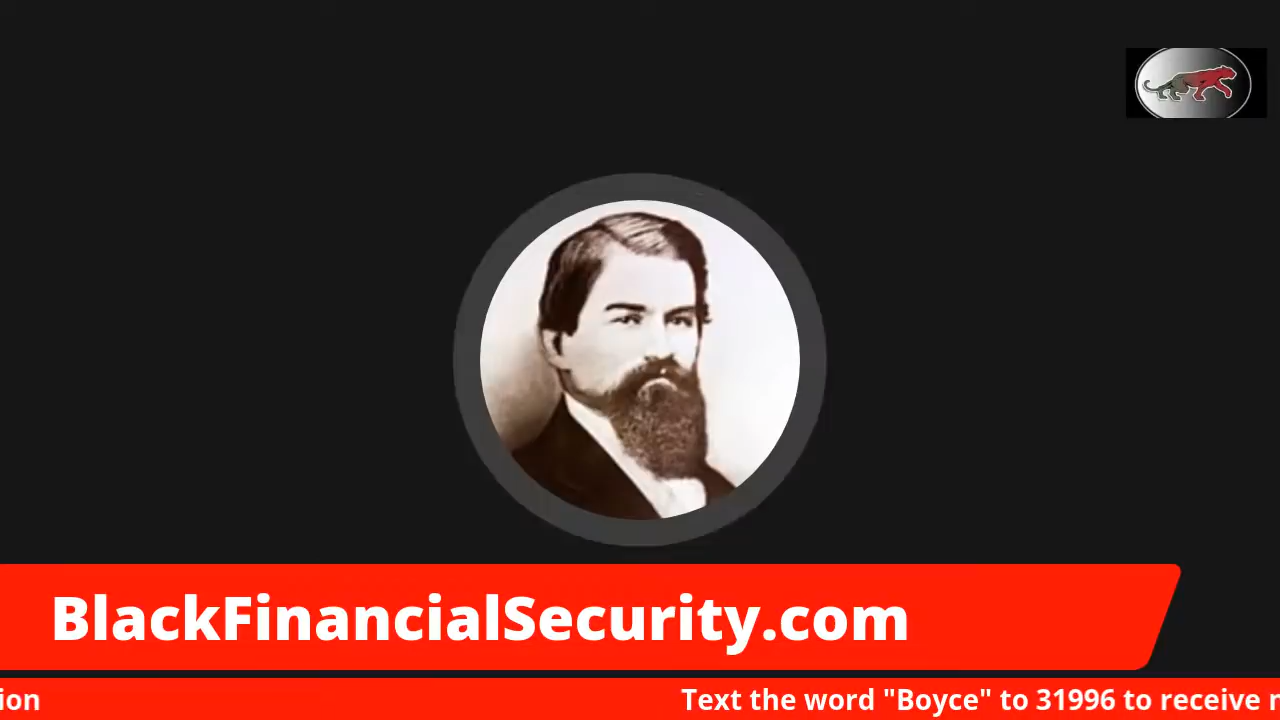 BlackFinancialSecurity.com
ion Text the word "Boyce" to 31996 to receive